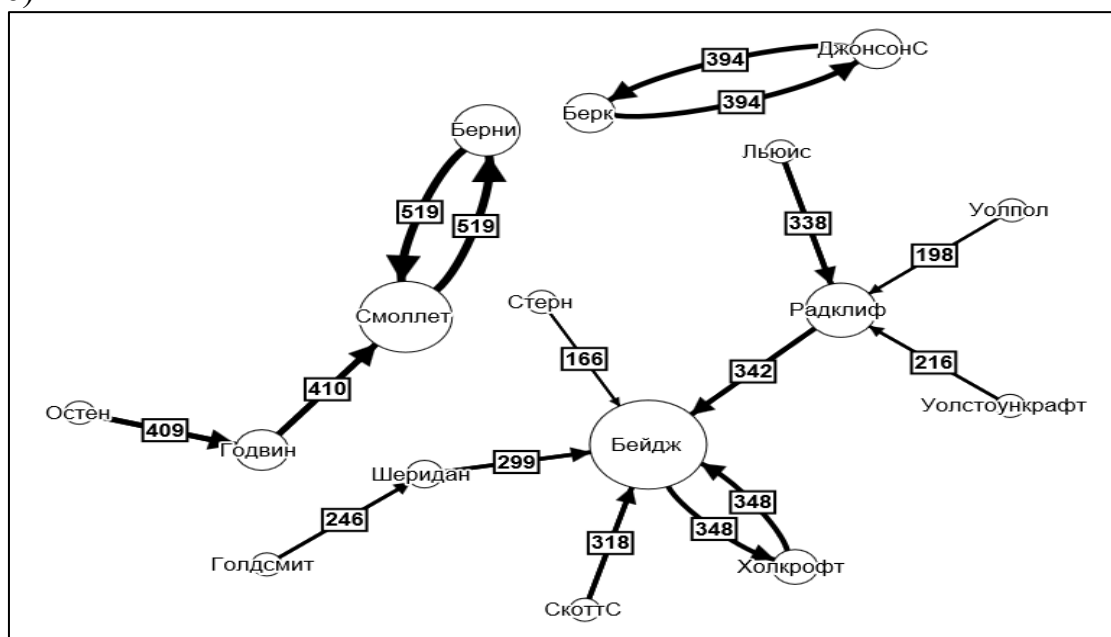 ДжонсонС
394
394
Берк
Берни
Льюис
519
519
338
Уолпол
198
Стерн
Радклиф
Смоллет
166
342
216
410
Уолстоункрафт
Остен
409
Годвин
Бейдж
Шеридан
299
348
246
348
318
Голдсмит
Холкрофт
СкоттС